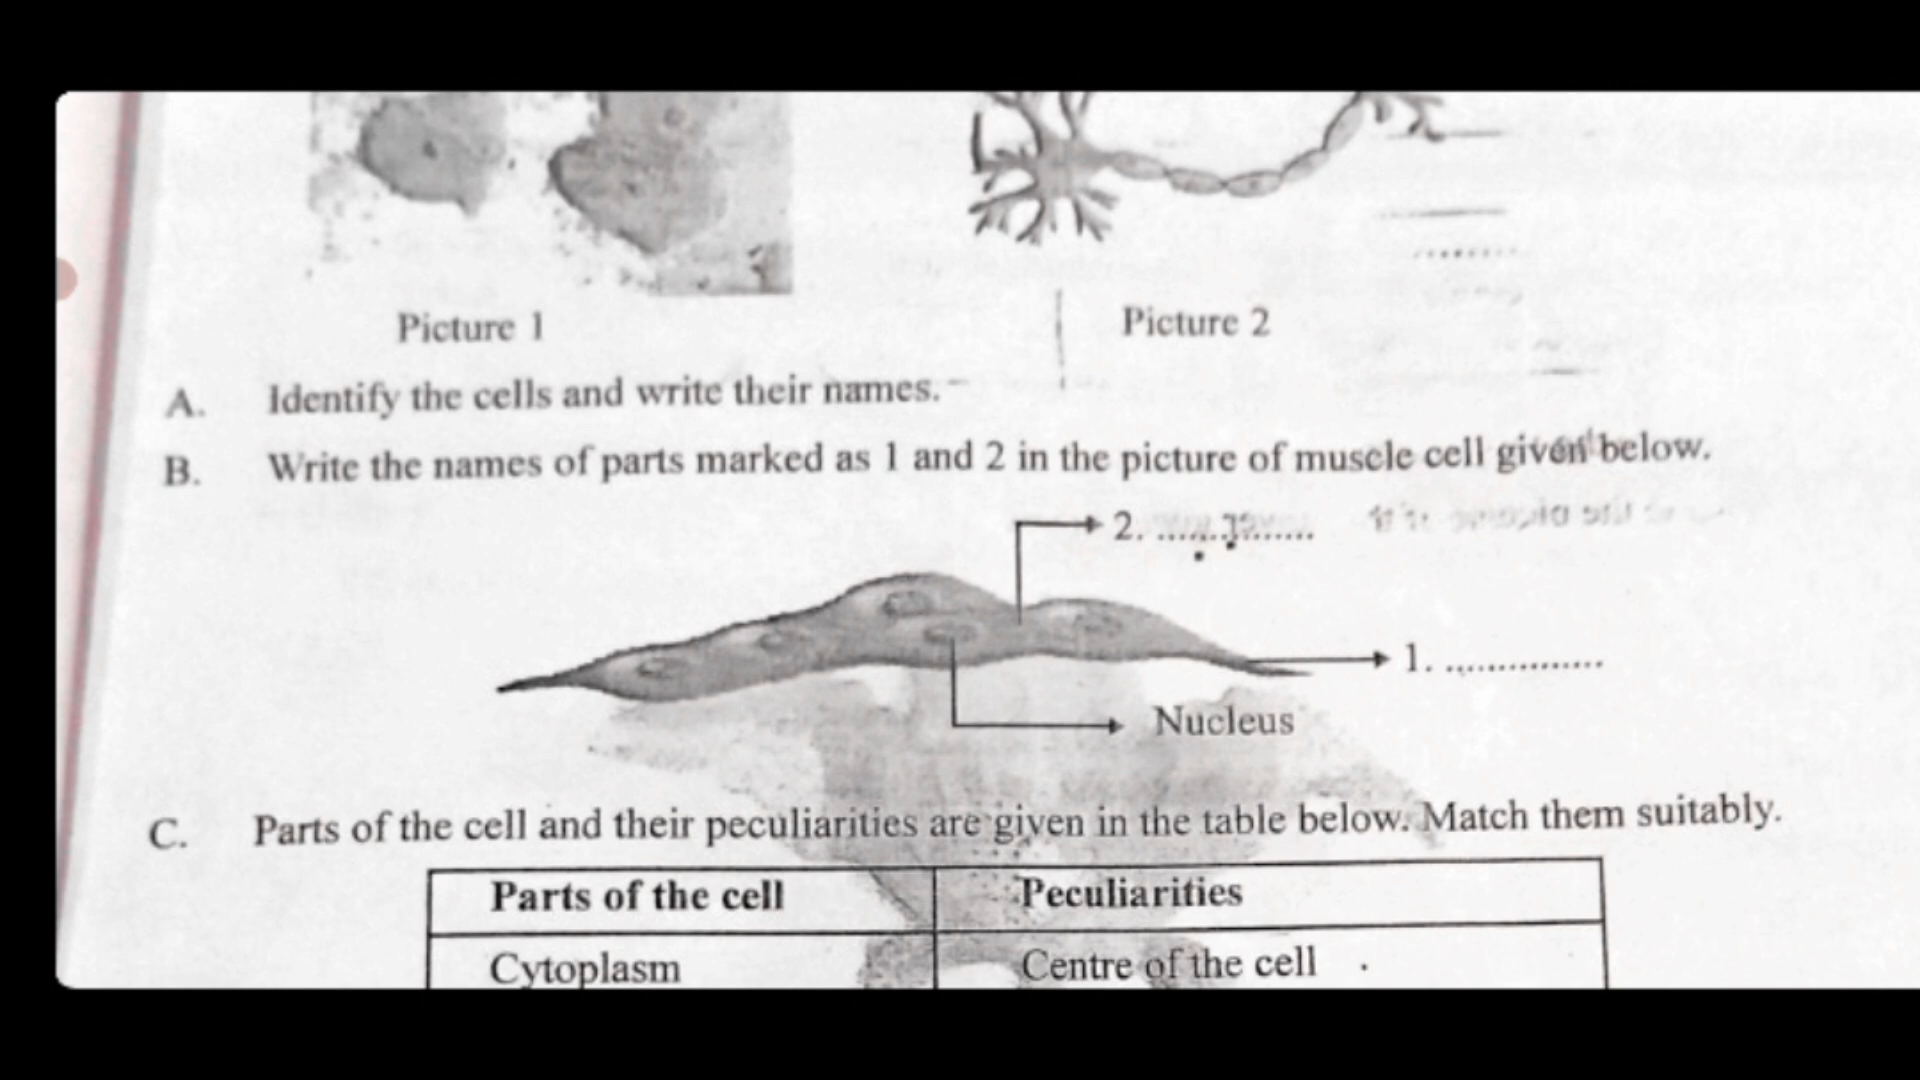 Picture 1
Picture 2
A. Identify the cells and write their names.
B. Write the names of parts marked as 1 and 2 in the picture of muscle cell given below.
2. ................
1. ................
Nucleus
C. Parts of the cell and their peculiarities are given in the table below. Match them suitably.
Parts of the cell Peculiarities
Cytoplasm Centre of the cell